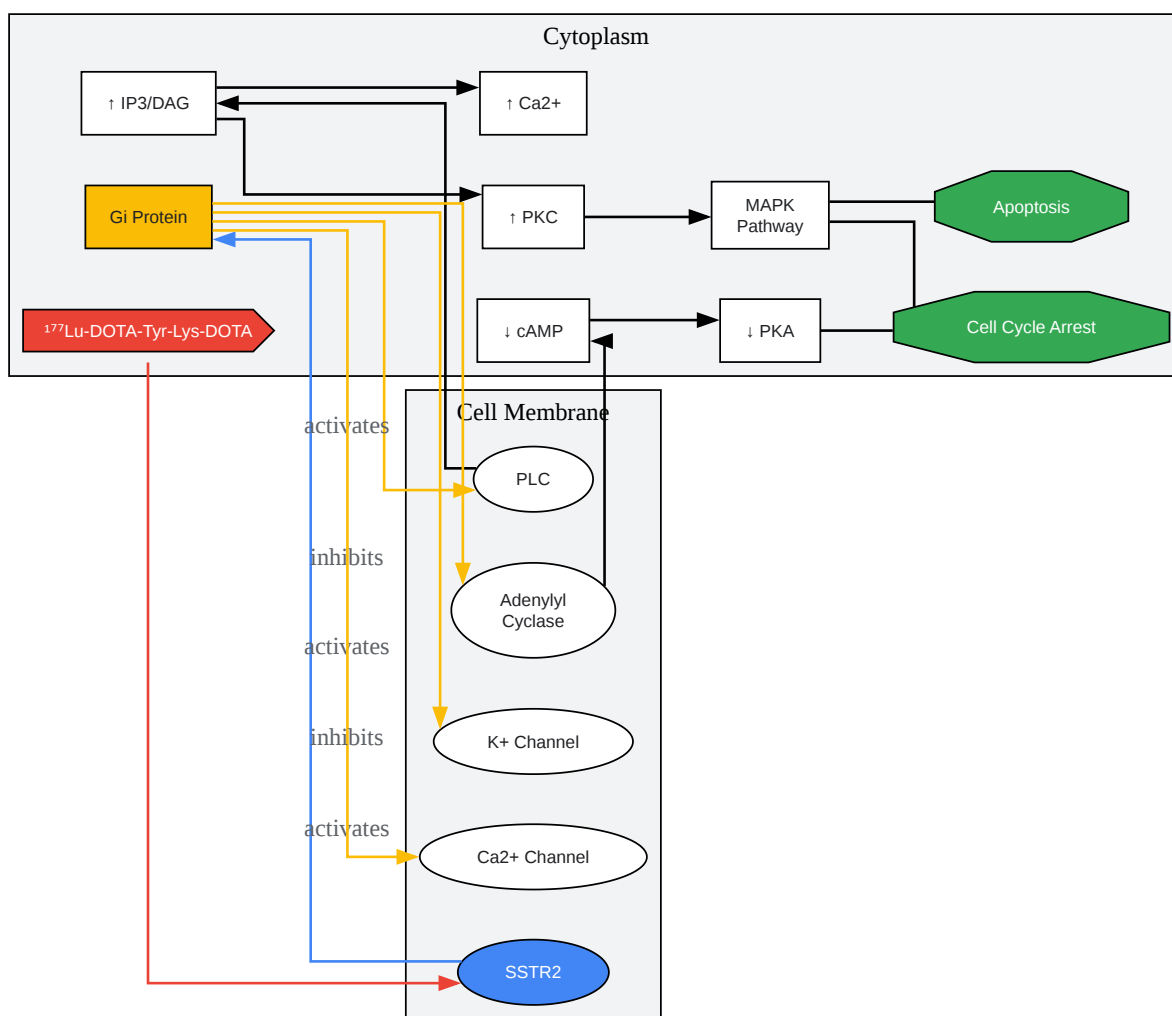 Cytoplasm
↑ IP3/DAG
↑ Ca2+
Gi Protein
↑ PKC
MAPK
Pathway
Apoptosis
¹⁷⁷Lu-DOTA-Tyr-Lys-DOTA
↓ cAMP
↓ PKA
Cell Cycle Arrest
Cell Membrane
activates
PLC
inhibits
Adenylyl
Cyclase
activates
K+ Channel
inhibits
activates
Ca2+ Channel
SSTR2